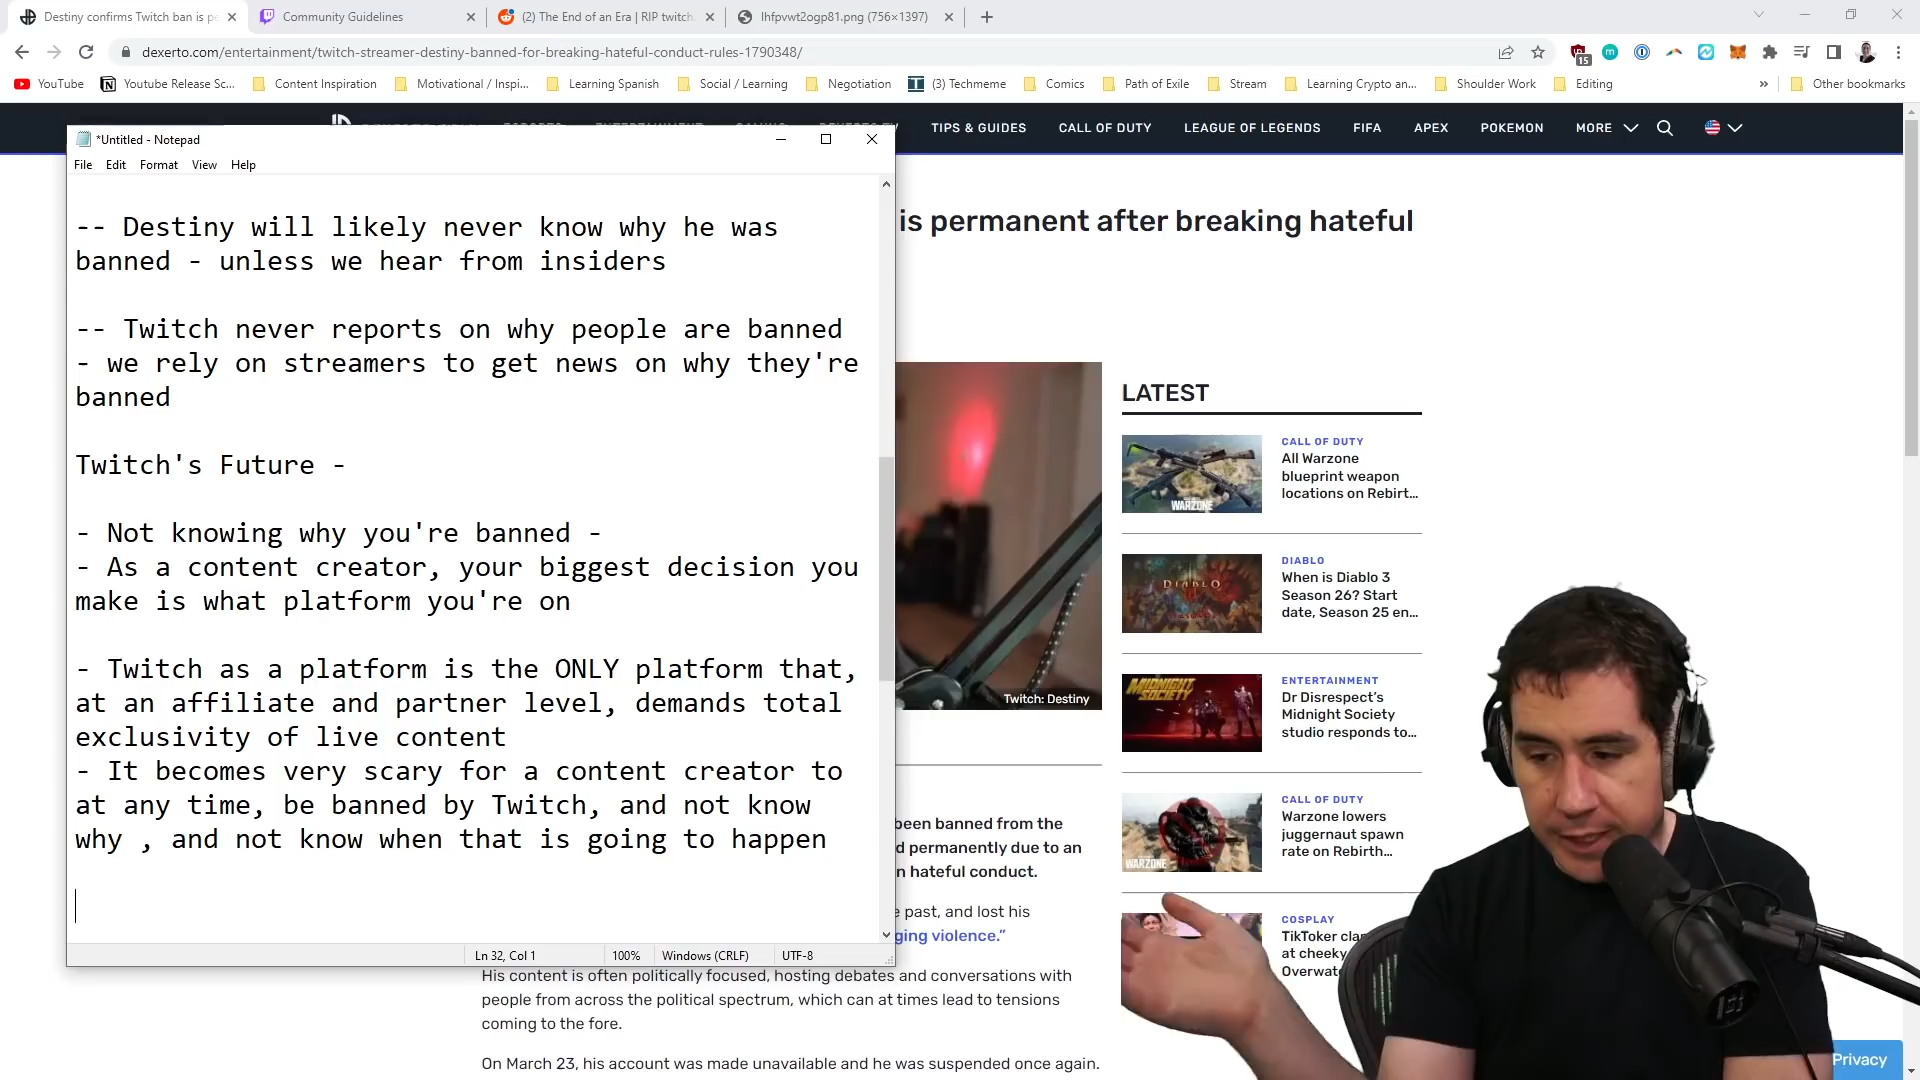 Destiny confirms Twitch ban is pe
Community Guidelines
(2) The End of an Era | RIP twitch.
lhfpvwt2ogp81.png (756×1397)
dexerto.com/entertainment/twitch-streamer-destiny-banned-for-breaking-hateful-conduct-rules-1790348/
15
YouTube
Youtube Release Sc...
Content Inspiration
Motivational / Inspi...
Learning Spanish
Social / Learning
Negotiation
(3) Techmeme
Comics
Path of Exile
Stream
Learning Crypto an...
Shoulder Work
Editing
»
Other bookmarks
TIPS & GUIDES
CALL OF DUTY
LEAGUE OF LEGENDS
FIFA
APEX
POKEMON
MORE
*Untitled - Notepad
File Edit Format View Help
-- Destiny will likely never know why he was
banned - unless we hear from insiders
-- Twitch never reports on why people are banned
- we rely on streamers to get news on why they're
banned
Twitch's Future -
- Not knowing why you're banned -
- As a content creator, your biggest decision you
make is what platform you're on
- Twitch as a platform is the ONLY platform that,
at an affiliate and partner level, demands total
exclusivity of live content
- It becomes very scary for a content creator to
at any time, be banned by Twitch, and not know
why , and not know when that is going to happen
Ln 32, Col 1
100%
Windows (CRLF)
UTF-8
is permanent after breaking hateful
Twitch: Destiny
been banned from the
d permanently due to an
n hateful conduct.
e past, and lost his
ging violence.”
His content is often politically focused, hosting debates and conversations with
people from across the political spectrum, which can at times lead to tensions
coming to the fore.
On March 23, his account was made unavailable and he was suspended once again.
LATEST
WARZONE
CALL OF DUTY
All Warzone
blueprint weapon
locations on Rebirt...
DIABLO
DIABLO
When is Diablo 3
Season 26? Start
date, Season 25 en...
MIDNIGHT
SOCIETY
ENTERTAINMENT
Dr Disrespect’s
Midnight Society
studio responds to...
WARZONE
CALL OF DUTY
Warzone lowers
juggernaut spawn
rate on Rebirth...
COSPLAY
TikToker cla
at cheeky
Overwat
Privacy